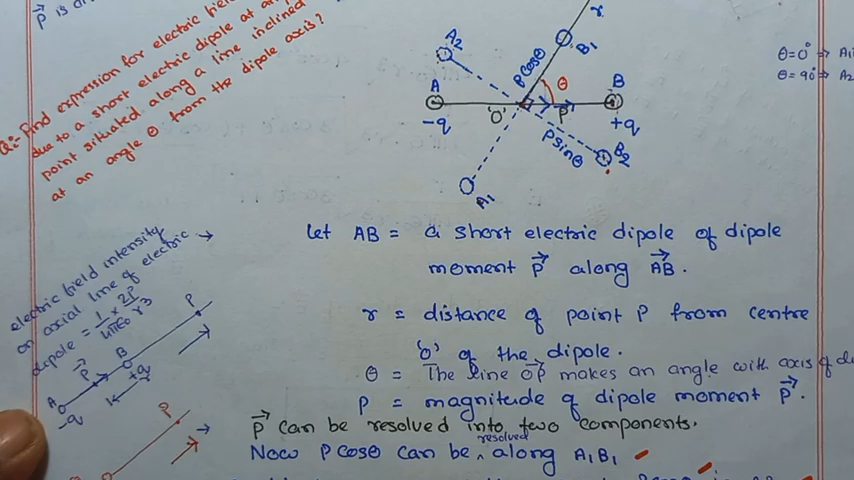 P⃗ is
Q:- Find expression for electric field
due to a short electric dipole at
point situated along a line inclined
at an angle θ from the dipole axis?
r
A₂
B₁
Pcosθ
θ
A
B
-q
'O'
P⃗
+q
Psinθ
B₂
A₁
θ=0° ⇒ A₁
θ=90° ⇒ A₂
Let AB = a short electric dipole of dipole
moment P⃗ along AB⃗.
r = distance of point P from centre
'O' of the dipole.
θ = The line OP⃗ makes an angle with axis of
P = magnitude of dipole moment P⃗.
P⃗ can be resolved into two components.
Now P cosθ can be resolved along A₁B₁
electric field intensity
on axial line of electric →
dipole = 1/4πε₀ × 2P/r³
P
B
P⃗
+q
r
A
-q
P